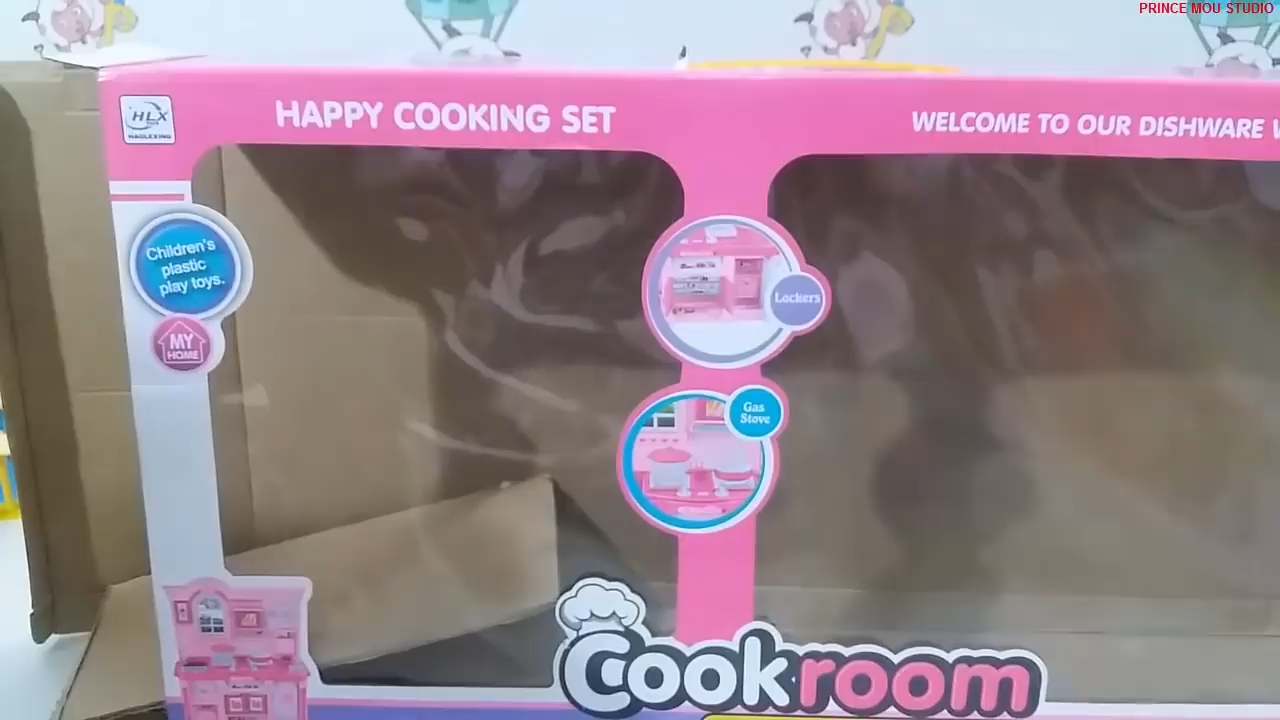 PRINCE MOU STUDIO
HLX
HAOLEXING
HAPPY COOKING SET
WELCOME TO OUR DISHWARE
Children's
plastic
play toys.
MY
HOME
Lockers
Gas
Stove
Cookroom